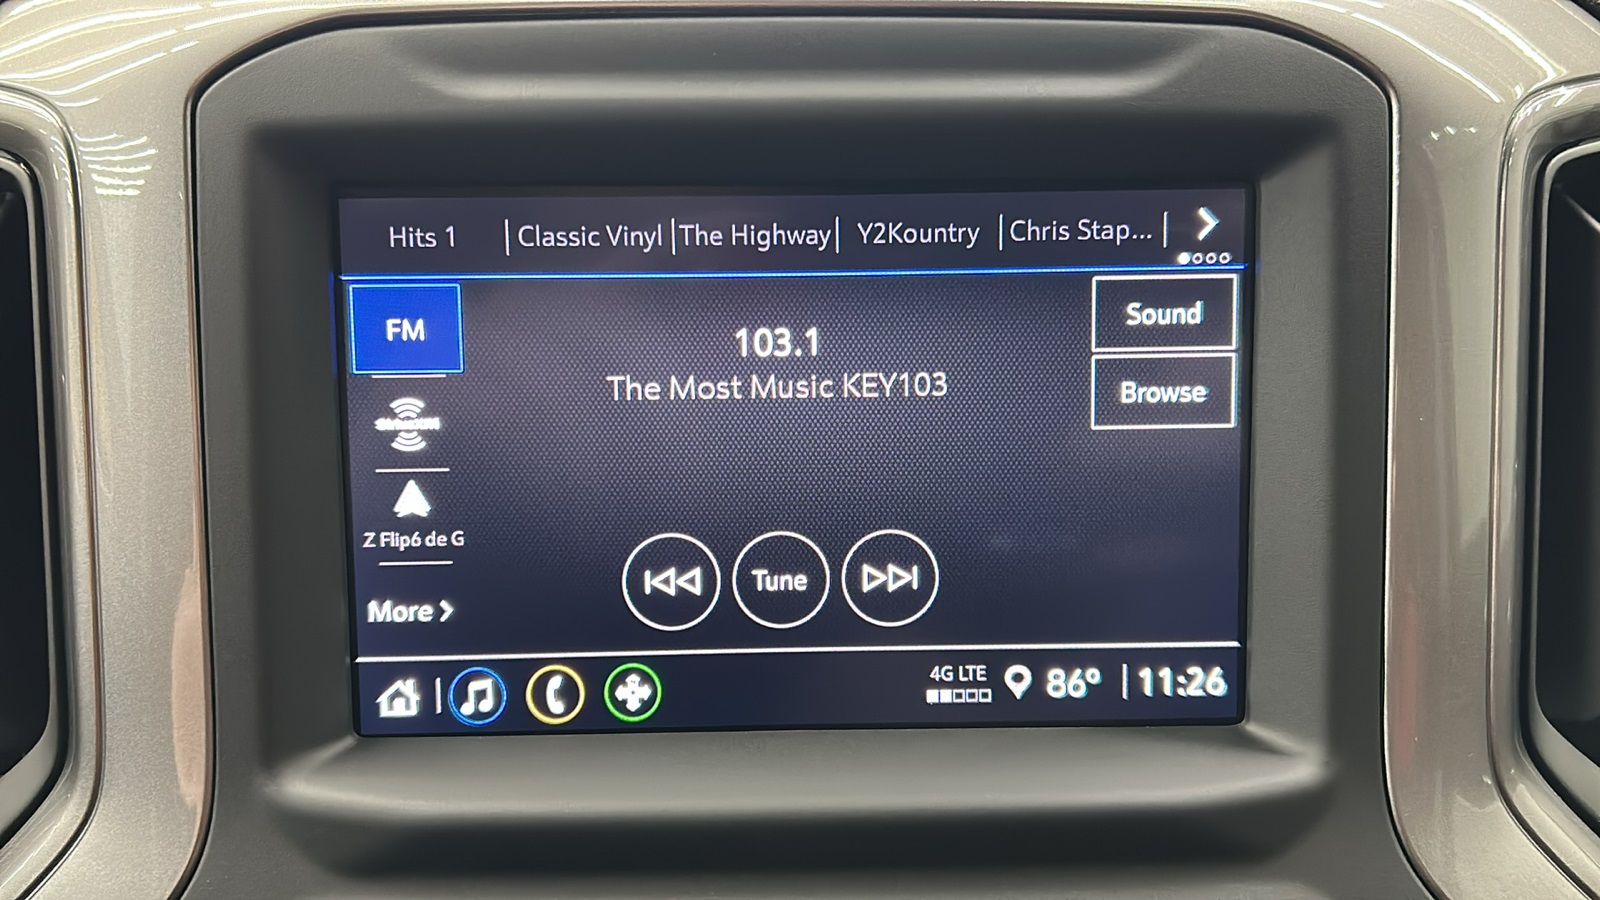 Hits 1 | Classic Vinyl | The Highway | Y2Kountry | Chris Stap... |
FM
103.1
The Most Music KEY103
Sound
Browse
Z Flip6 de G
More
Tune
4G LTE
86° | 11:26